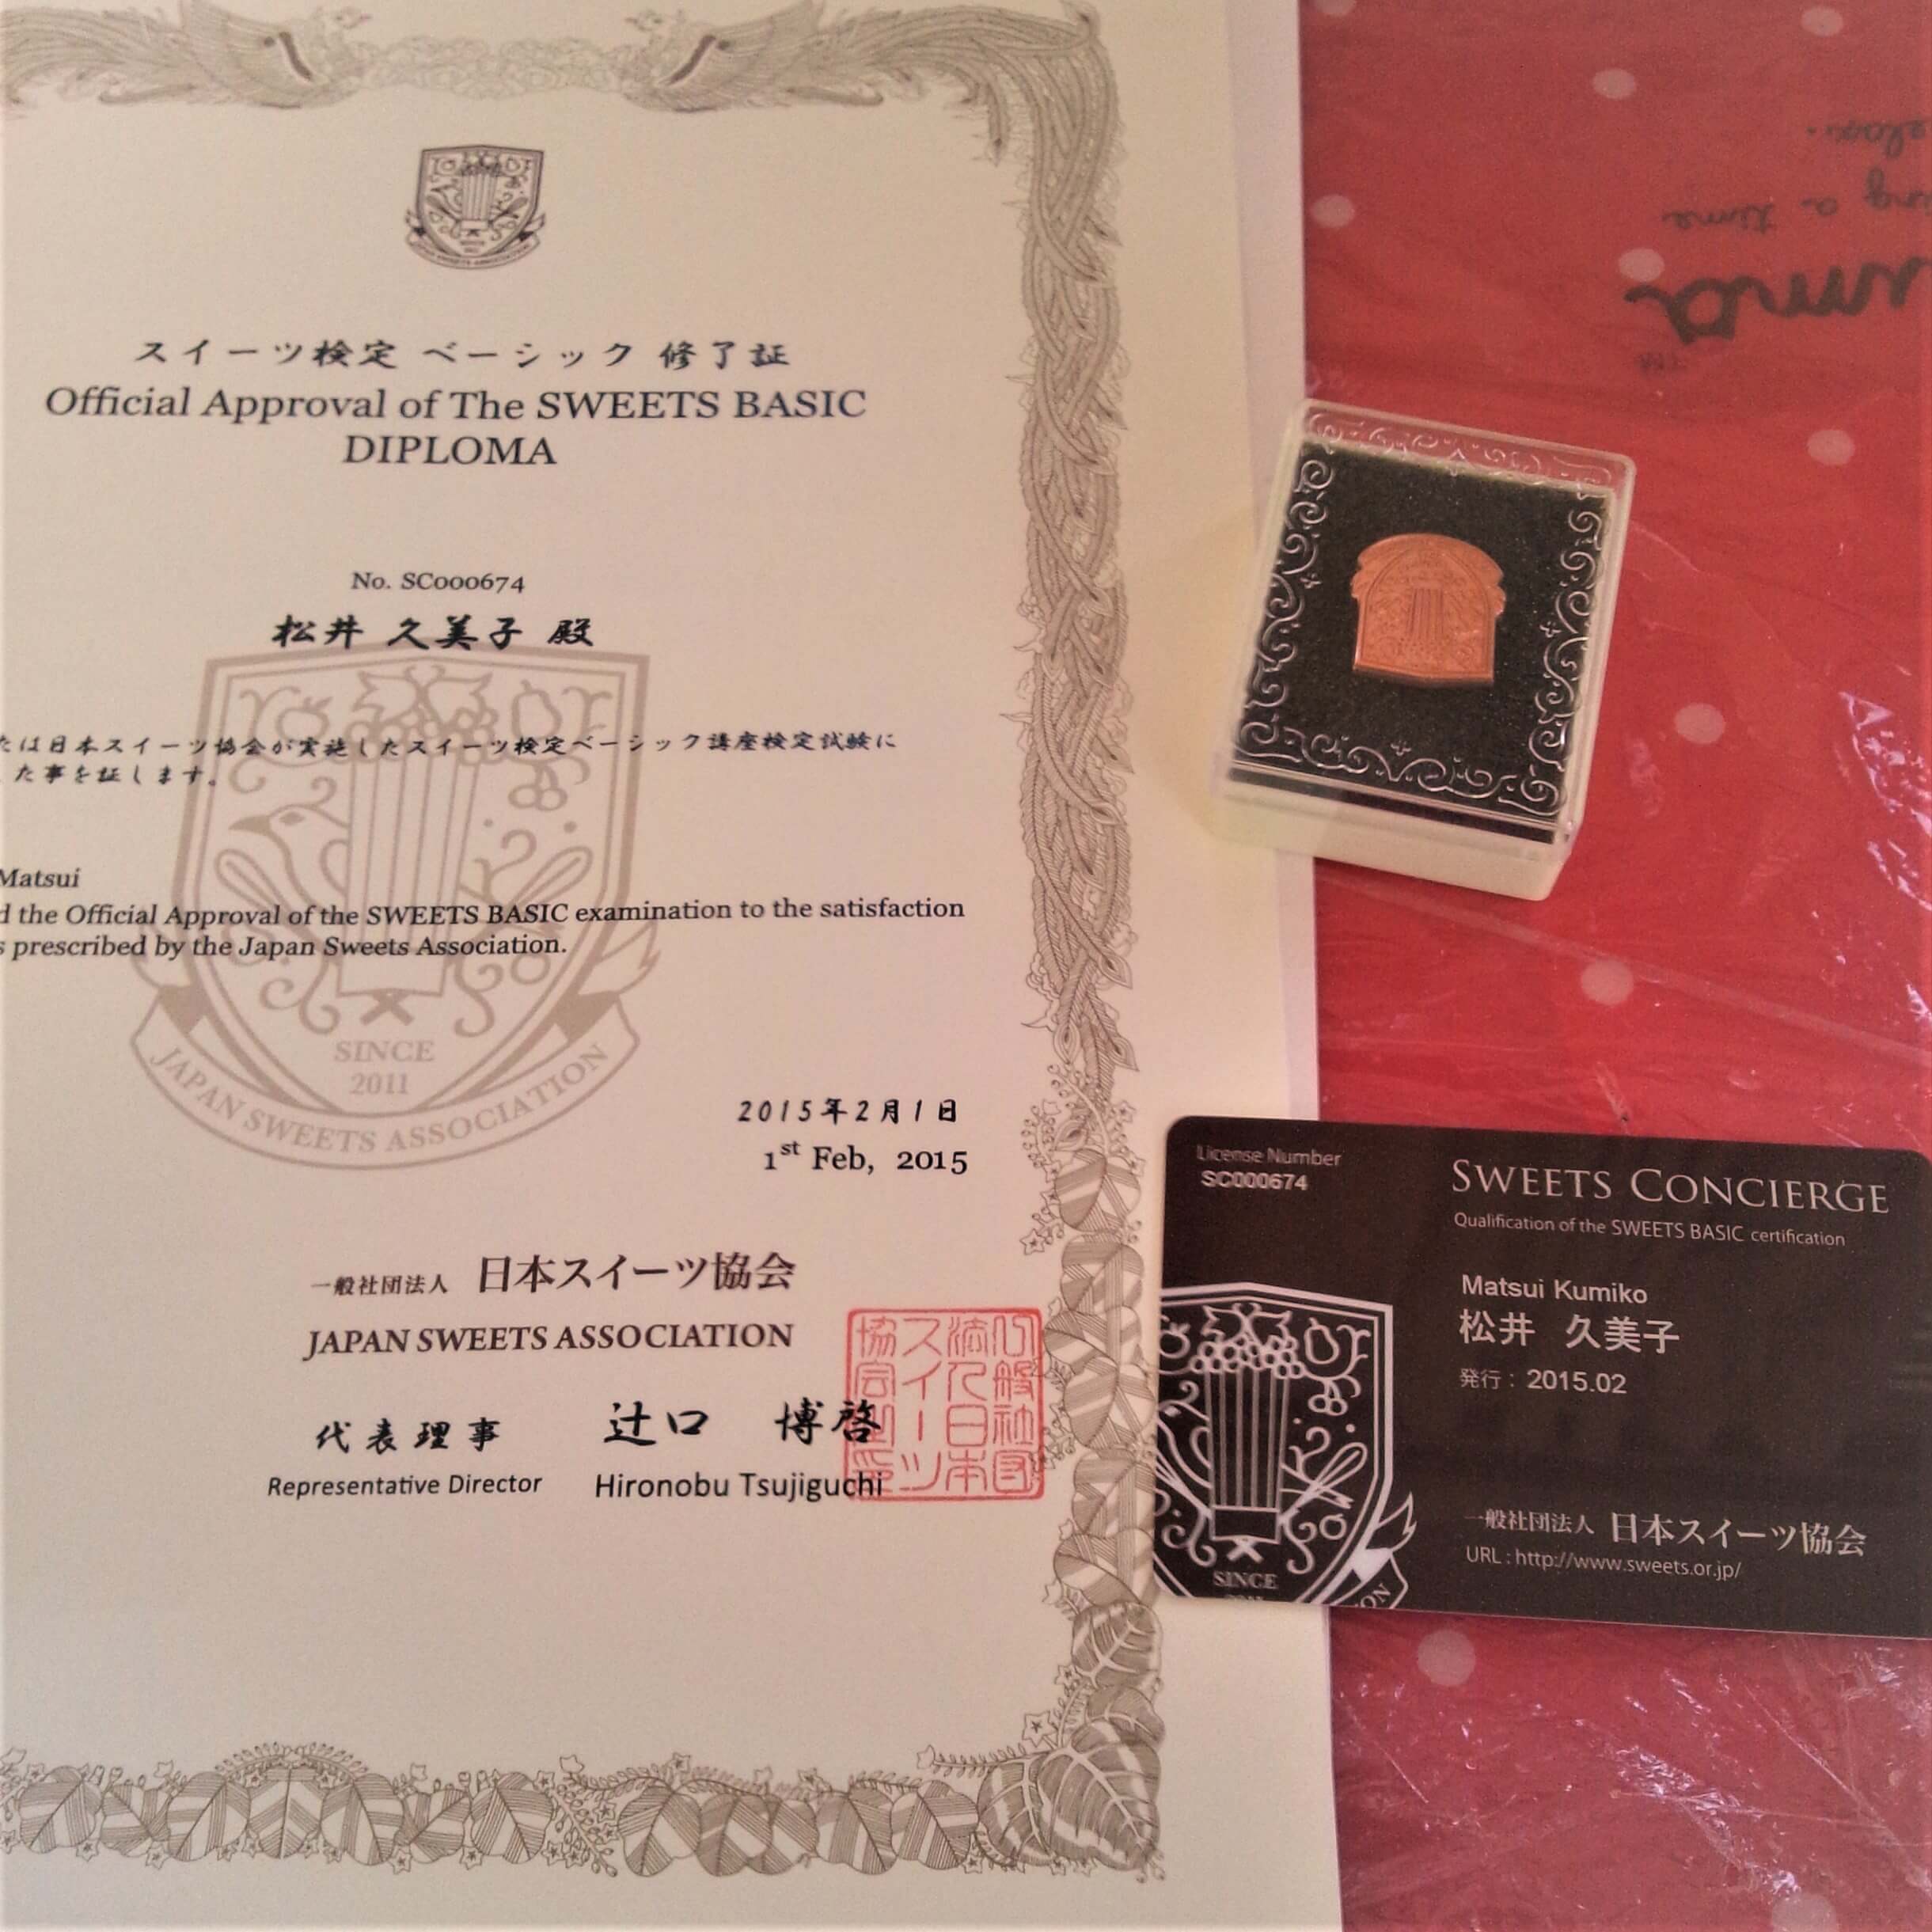 JAPAN SWEETS ASSOCIATION
スイーツ検定 ベーシック 修了証
Official Approval of The SWEETS BASIC
DIPLOMA
No. SC000674
松井 久美子 殿
たは日本スイーツ協会が実施したスイーツ検定ベーシック講座検定試験に
した事を証します。
Matsui
d the Official Approval of the SWEETS BASIC examination to the satisfaction
s prescribed by the Japan Sweets Association.
SINCE
2011
JAPAN SWEETS ASSOCIATION
2015年2月1日
1st Feb, 2015
一般社団法人 日本スイーツ協会
JAPAN SWEETS ASSOCIATION
代表理事 辻口 博啓
Representative Director Hironobu Tsujiguchi
License Number
SC000674
SWEETS CONCIERGE
Qualification of the SWEETS BASIC certification
Matsui Kumiko
松井 久美子
発行：2015.02
一般社団法人 日本スイーツ協会
URL : http://www.sweets.or.jp/
SINCE
ON
ing a time
TM